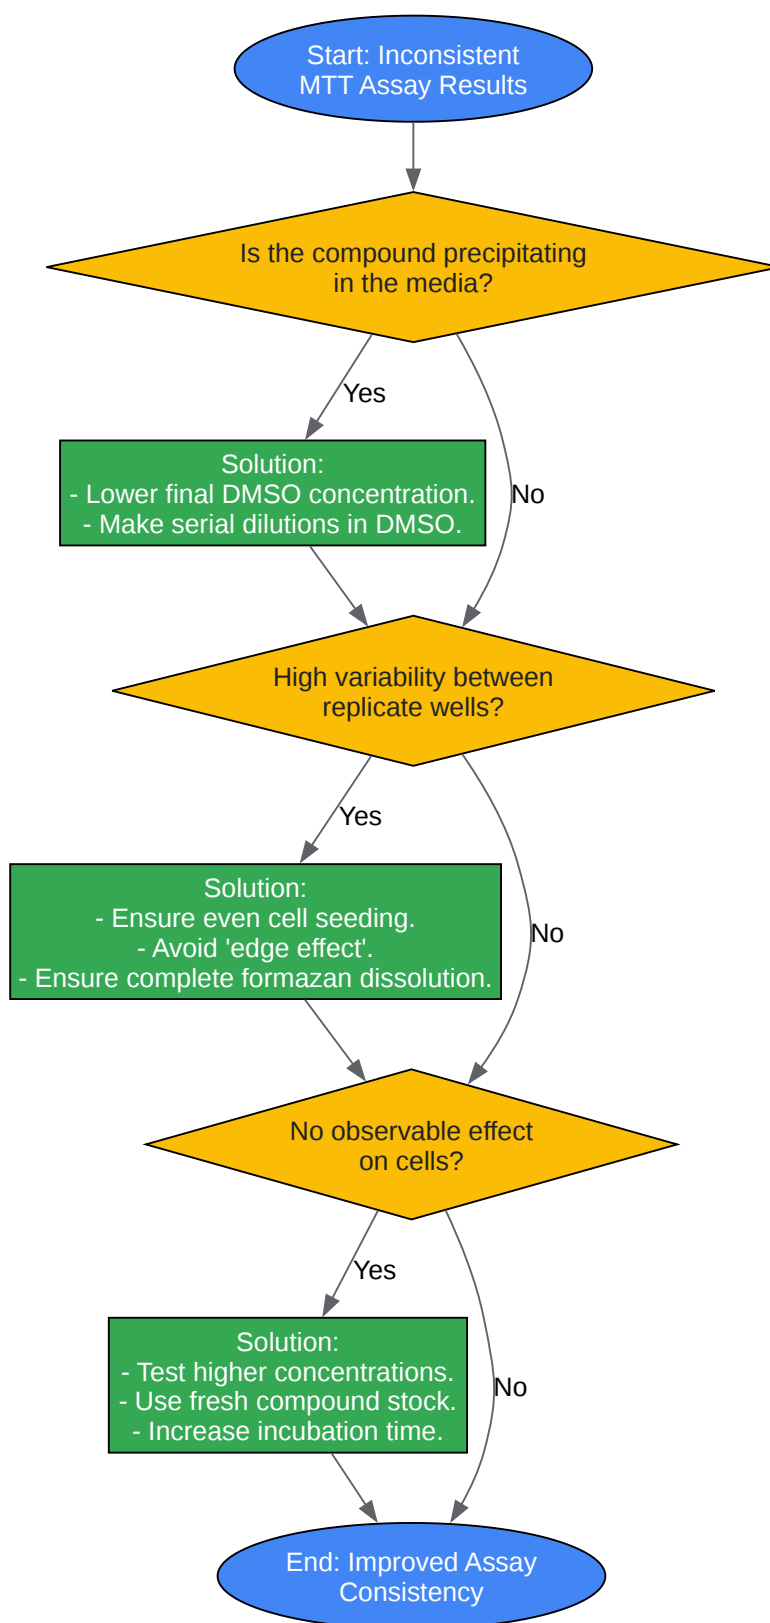 Start: Inconsistent
MTT Assay Results
Is the compound precipitating
in the media?
Yes
Solution:
- Lower final DMSO concentration.
- Make serial dilutions in DMSO.
No
High variability between
replicate wells?
Yes
Solution:
- Ensure even cell seeding.
- Avoid 'edge effect'.
- Ensure complete formazan dissolution.
No
No observable effect
on cells?
Yes
Solution:
- Test higher concentrations.
- Use fresh compound stock.
- Increase incubation time.
No
End: Improved Assay
Consistency